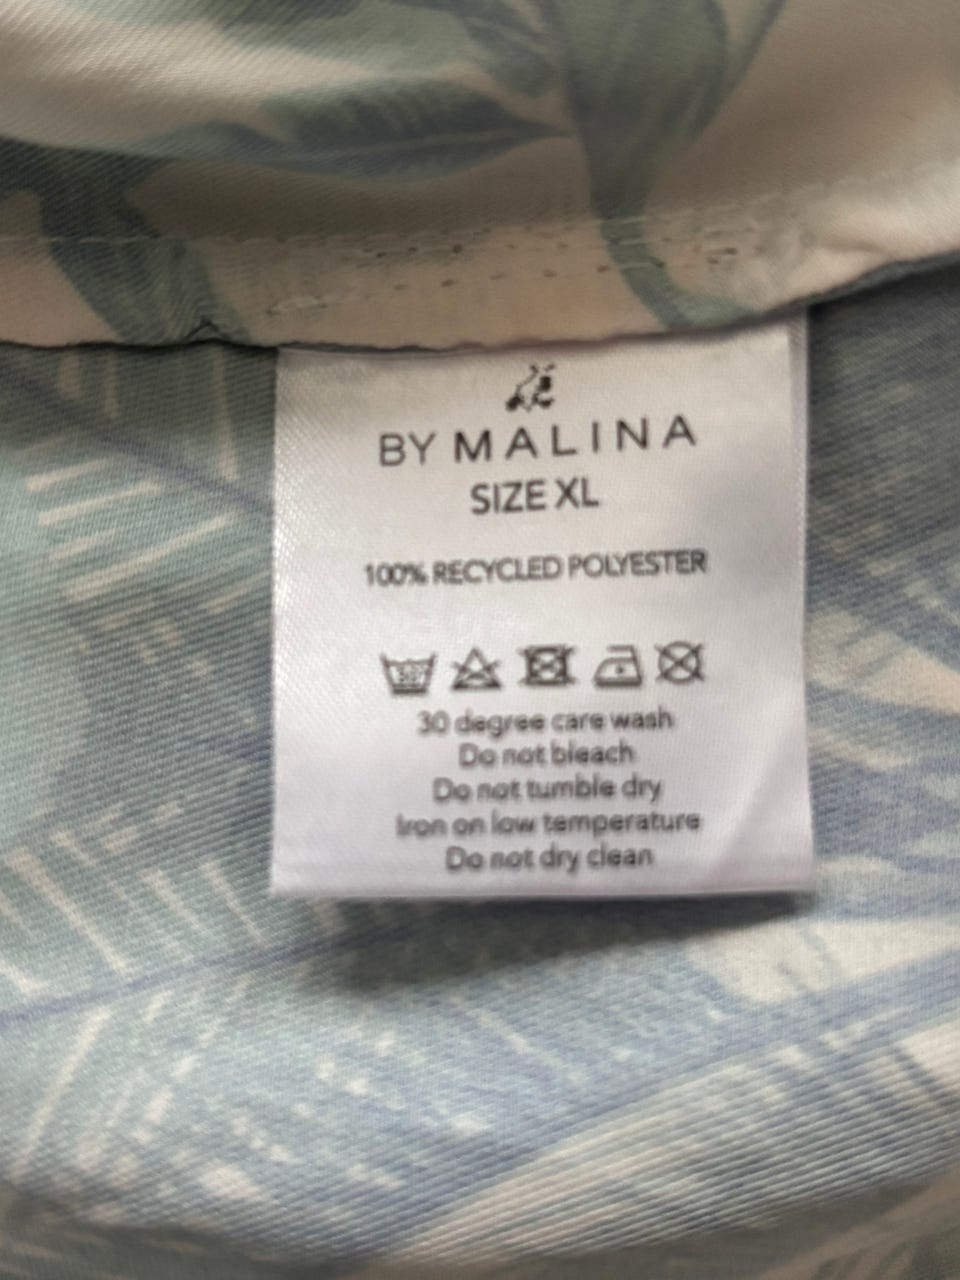 BY MALINA
SIZE XL
100% RECYCLED POLYESTER
30
30 degree care wash
Do not bleach
Do not tumble dry
Iron on low temperature
Do not dry clean